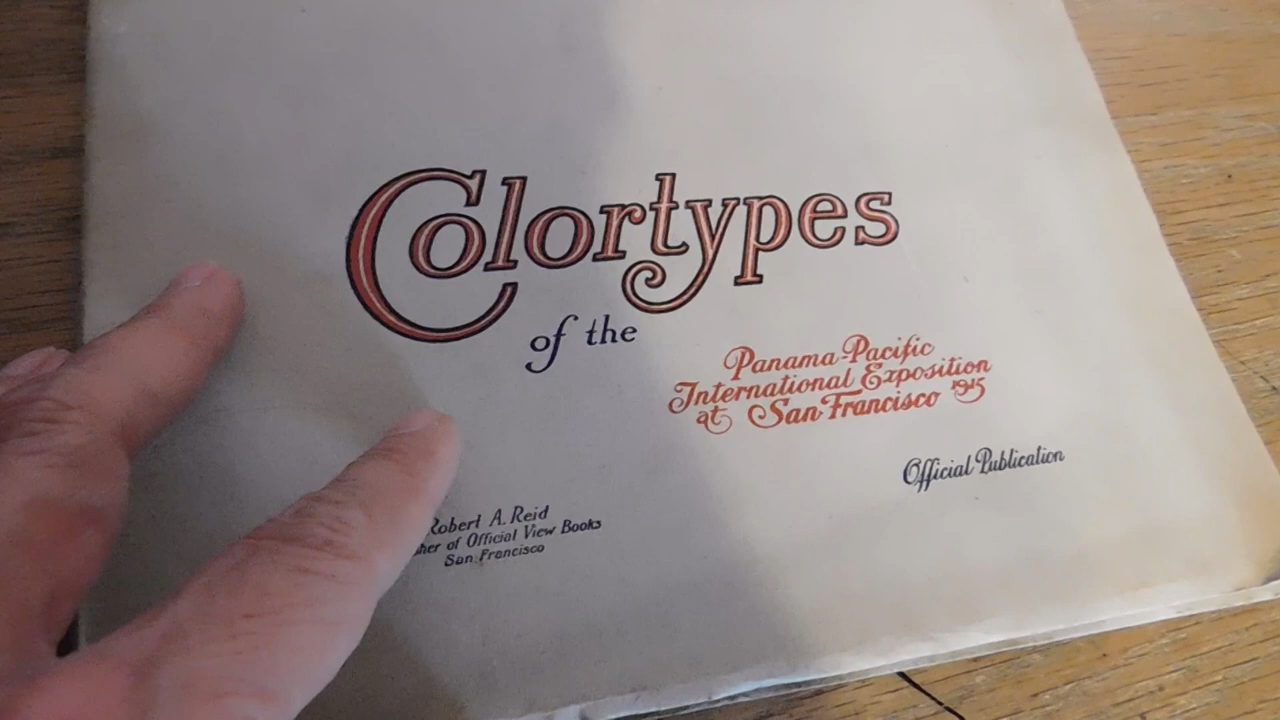 Colortypes
of the
Panama-Pacific
International Exposition
at San Francisco 1915
Official Publication
Robert A. Reid
of Official View Books
San Francisco